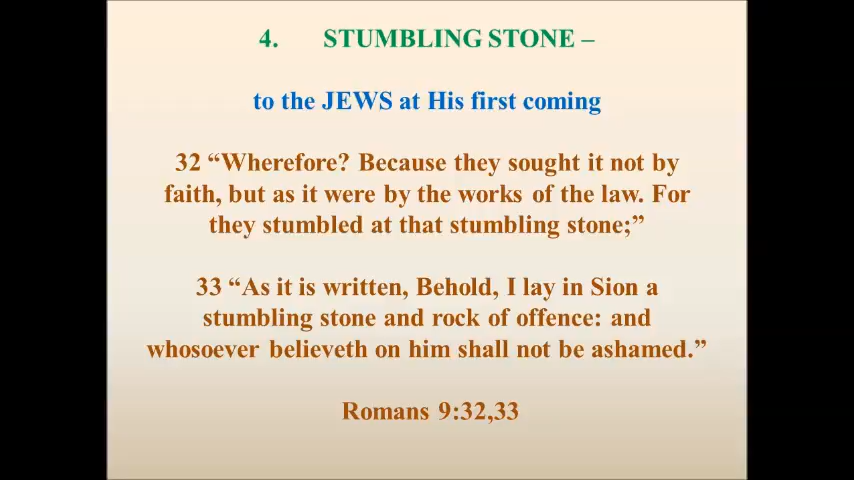 4. STUMBLING STONE –
to the JEWS at His first coming
32 “Wherefore? Because they sought it not by
faith, but as it were by the works of the law. For
they stumbled at that stumbling stone;”
33 “As it is written, Behold, I lay in Sion a
stumbling stone and rock of offence: and
whosoever believeth on him shall not be ashamed.”
Romans 9:32,33